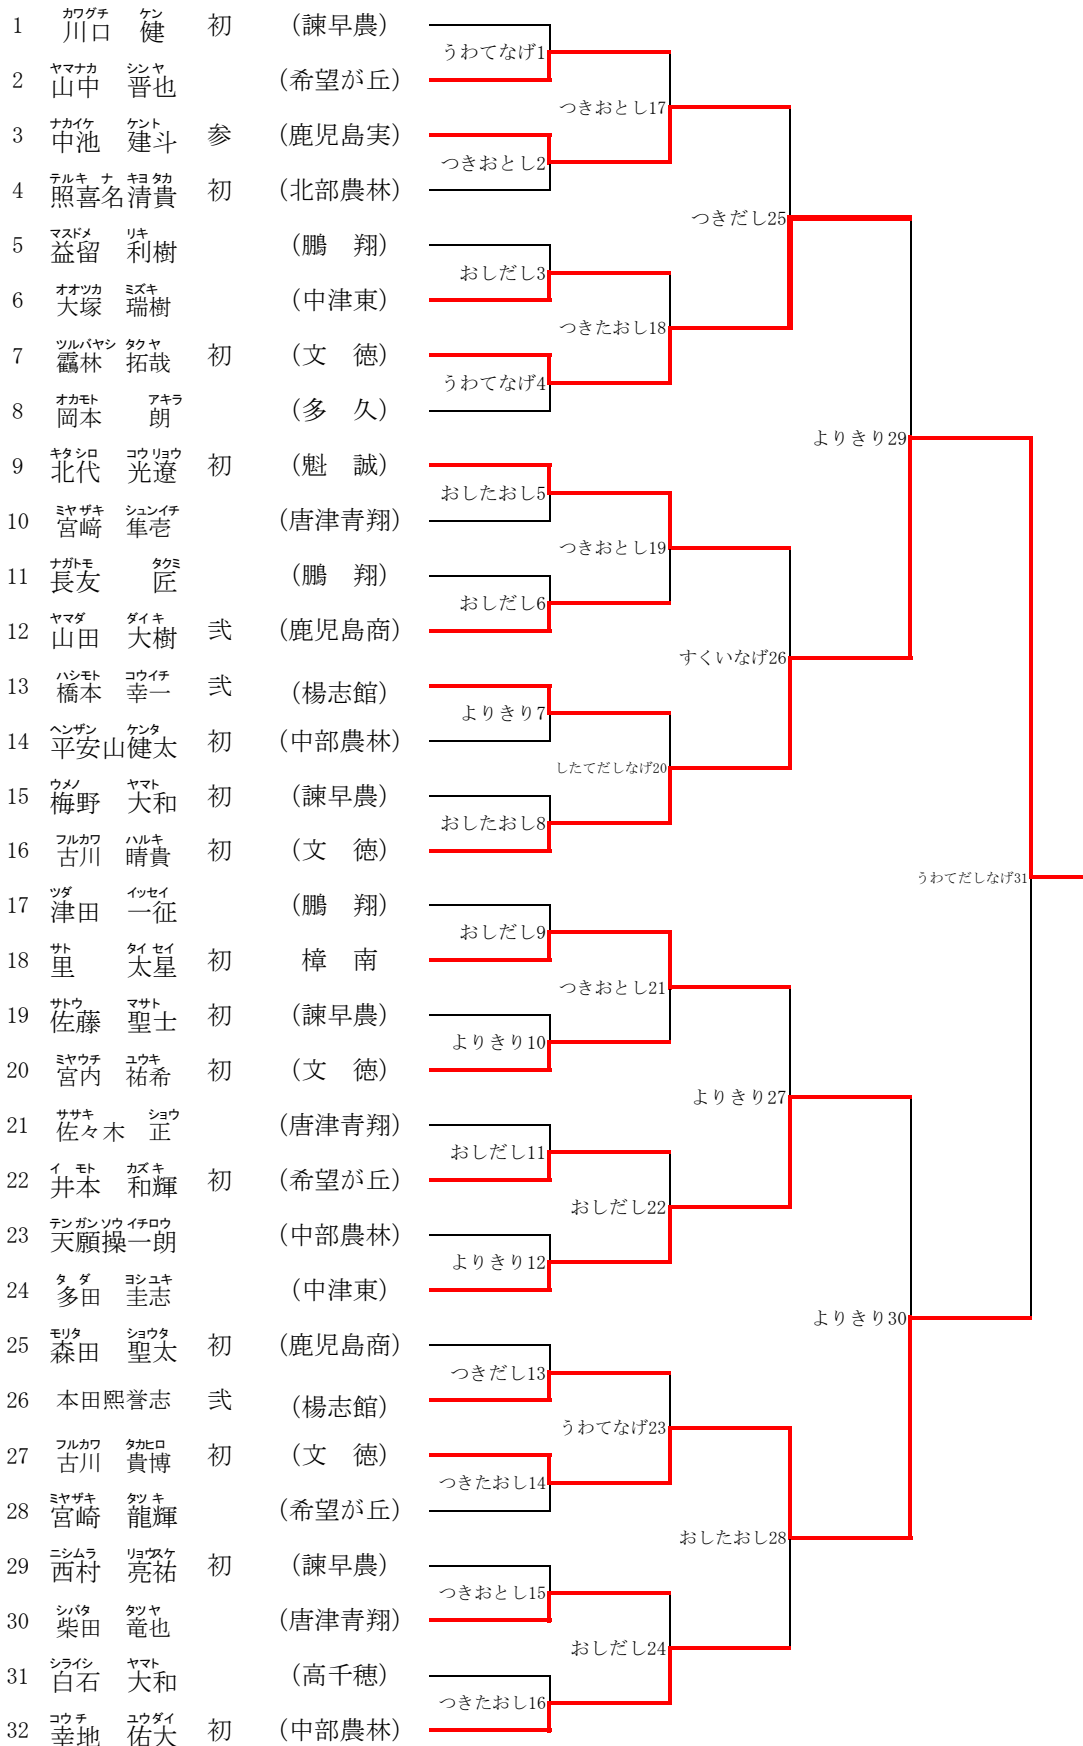 カワグチ ケン
1 川口 健 初 (諫早農)
うわてなげ1
ヤマナカ シンヤ
2 山中 晋也 (希望が丘)
つきおとし17
ナカイケ ケント
3 中池 建斗 参 (鹿児島実)
つきおとし2
テルキ ナ キヨタカ
4 照喜名清貴 初 (北部農林)
つきだし25
マスドメ リキ
5 益留 利樹 (鵬 翔)
おしだし3
オオツカ ミズキ
6 大塚 瑞樹 (中津東)
つきたおし18
ツルバヤシ タクヤ
7 靏林 拓哉 初 (文 徳)
うわてなげ4
オカモト アキラ
8 岡本 朗 (多 久)
よりきり29
キタシロ コウリョウ
9 北代 光遼 初 (魁 誠)
おしたおし5
ミヤザキ シュンイチ
10 宮﨑 隼壱 (唐津青翔)
つきおとし19
ナガトモ タクミ
11 長友 匠 (鵬 翔)
おしだし6
ヤマダ ダイキ
12 山田 大樹 弐 (鹿児島商)
すくいなげ26
ハシモト コウイチ
13 橋本 幸一 弐 (楊志館)
よりきり7
ヘンザン ケンタ
14 平安山健太 初 (中部農林)
したてだしなげ20
ウメノ ヤマト
15 梅野 大和 初 (諫早農)
おしたおし8
フルカワ ハルキ
16 古川 晴貴 初 (文 徳)
うわてだしなげ31
ツダ イッセイ
17 津田 一征 (鵬 翔)
おしだし9
サト タイセイ
18 里 太星 初 樟 南
つきおとし21
サトウ マサト
19 佐藤 聖士 初 (諫早農)
よりきり10
ミヤウチ ユウキ
20 宮内 祐希 初 (文 徳)
よりきり27
ササキ ショウ
21 佐々木 正 (唐津青翔)
おしだし11
イ モト カズキ
22 井本 和輝 初 (希望が丘)
おしだし22
テンガンソウイチロウ
23 天願操一朗 (中部農林)
よりきり12
タ ダ ヨシユキ
24 多田 圭志 (中津東)
よりきり30
モリタ ショウタ
25 森田 聖太 初 (鹿児島商)
つきだし13
26 本田熙誉志 弐 (楊志館)
うわてなげ23
フルカワ タカヒロ
27 古川 貴博 初 (文 徳)
つきたおし14
ミヤザキ タツキ
28 宮崎 龍輝 (希望が丘)
おしたおし28
ニシムラ リョウスケ
29 西村 亮祐 初 (諫早農)
つきおとし15
シバタ タツヤ
30 柴田 竜也 (唐津青翔)
おしだし24
シライシ ヤマト
31 白石 大和 (高千穂)
つきたおし16
コウチ ユウダイ
32 幸地 佑大 初 (中部農林)